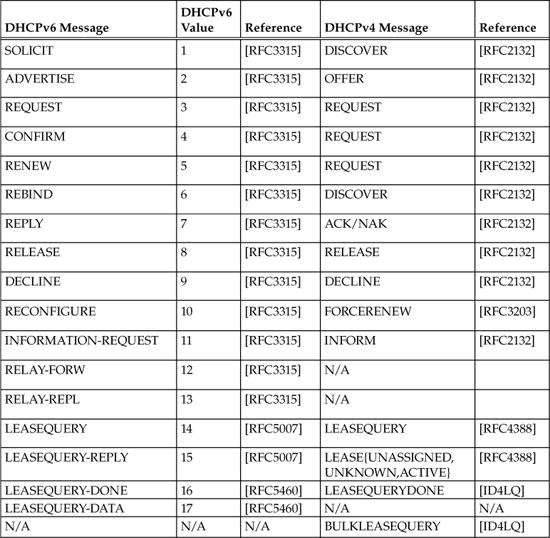 DHCPv6 Message DHCPv6 Value Reference DHCPv4 Message Reference
SOLICIT 1 [RFC3315] DISCOVER [RFC2132]
ADVERTISE 2 [RFC3315] OFFER [RFC2132]
REQUEST 3 [RFC3315] REQUEST [RFC2132]
CONFIRM 4 [RFC3315] REQUEST [RFC2132]
RENEW 5 [RFC3315] REQUEST [RFC2132]
REBIND 6 [RFC3315] DISCOVER [RFC2132]
REPLY 7 [RFC3315] ACK/NAK [RFC2132]
RELEASE 8 [RFC3315] RELEASE [RFC2132]
DECLINE 9 [RFC3315] DECLINE [RFC2132]
RECONFIGURE 10 [RFC3315] FORCERENEW [RFC3203]
INFORMATION-REQUEST 11 [RFC3315] INFORM [RFC2132]
RELAY-FORW 12 [RFC3315] N/A
RELAY-REPL 13 [RFC3315] N/A
LEASEQUERY 14 [RFC5007] LEASEQUERY [RFC4388]
LEASEQUERY-REPLY 15 [RFC5007] LEASE{UNASSIGNED, [RFC4388]
UNKNOWN,ACTIVE}
LEASEQUERY-DONE 16 [RFC5460] LEASEQUERYDONE [ID4LQ]
LEASEQUERY-DATA 17 [RFC5460] N/A N/A
N/A N/A N/A BULKLEASEQUERY [ID4LQ]